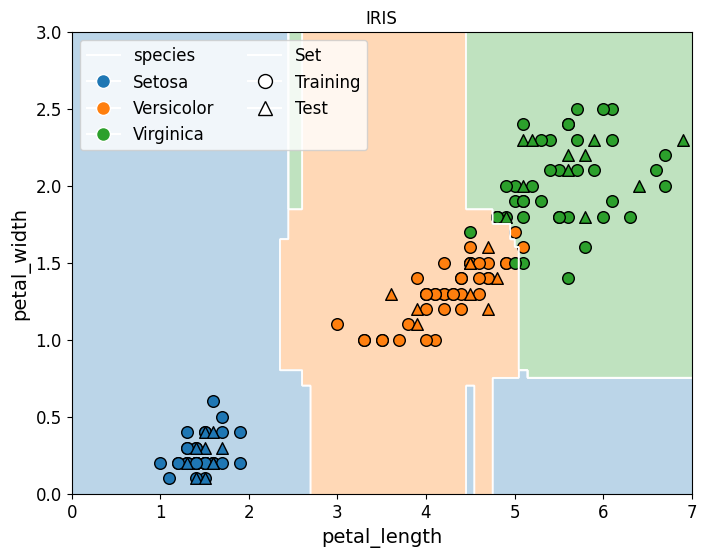 IRIS
species
Setosa
Versicolor
Virginica
Set
Training
Test
petal_width
3.0
2.5
2.0
1.5
1.0
0.5
0.0
0 1 2 3 4 5 6 7
petal_length